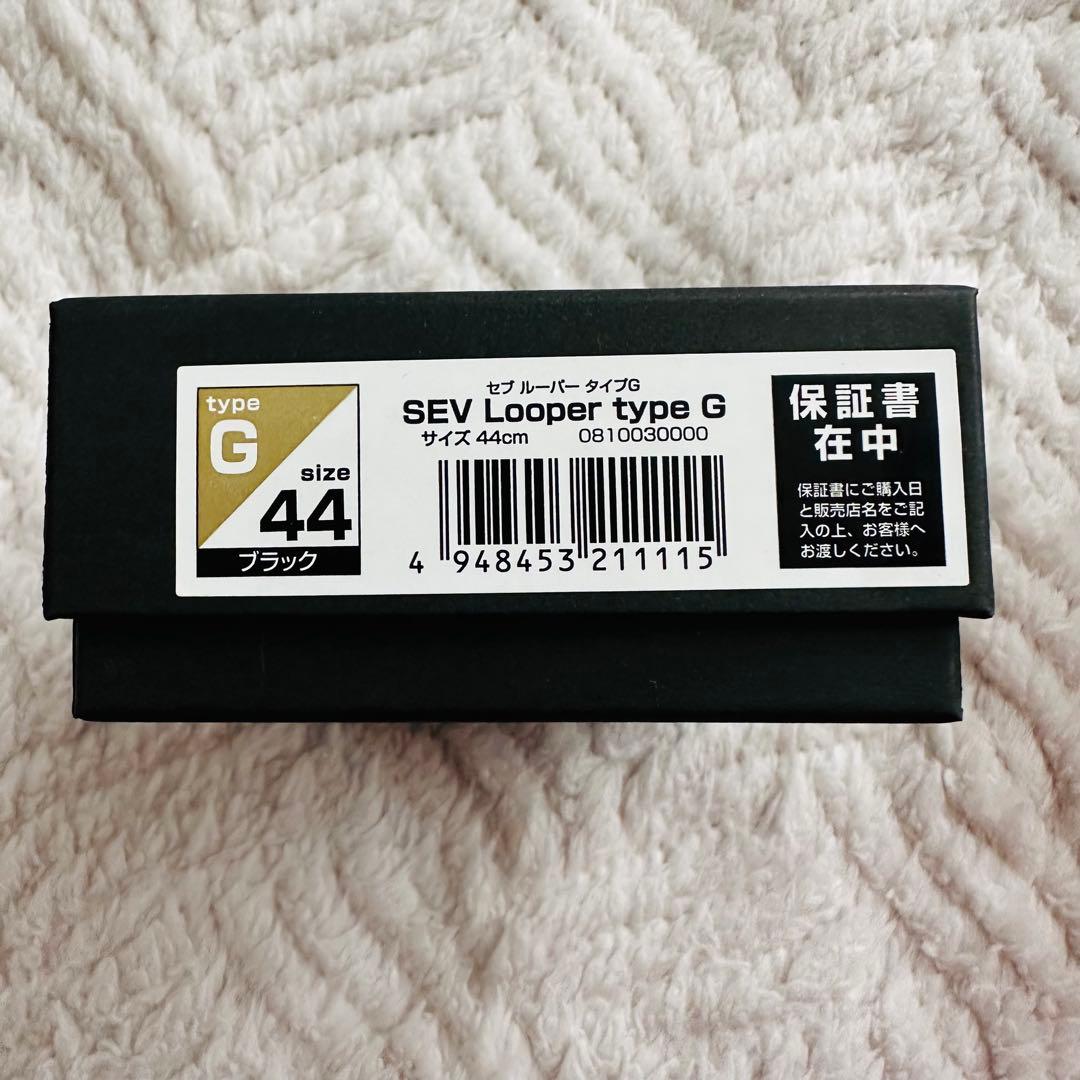 type
G
size
44
ブラック
セブ ルーパー タイプG
SEV Looper type G
サイズ 44cm 0810030000
4 948453 211115
保証書
在中
保証書にご購入日
と販売店名をご記
入の上、お客様へ
お渡しください。